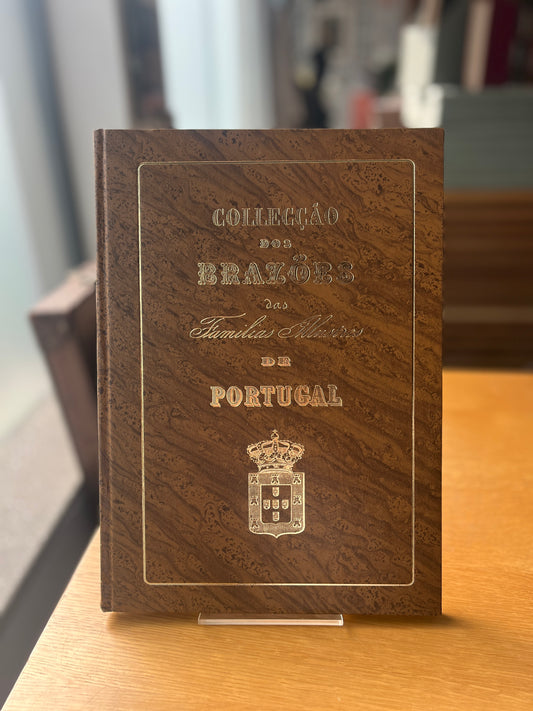 COLLECÇÃO
DOS
BRAZÕES
das
Familias Illustres
DE
PORTUGAL